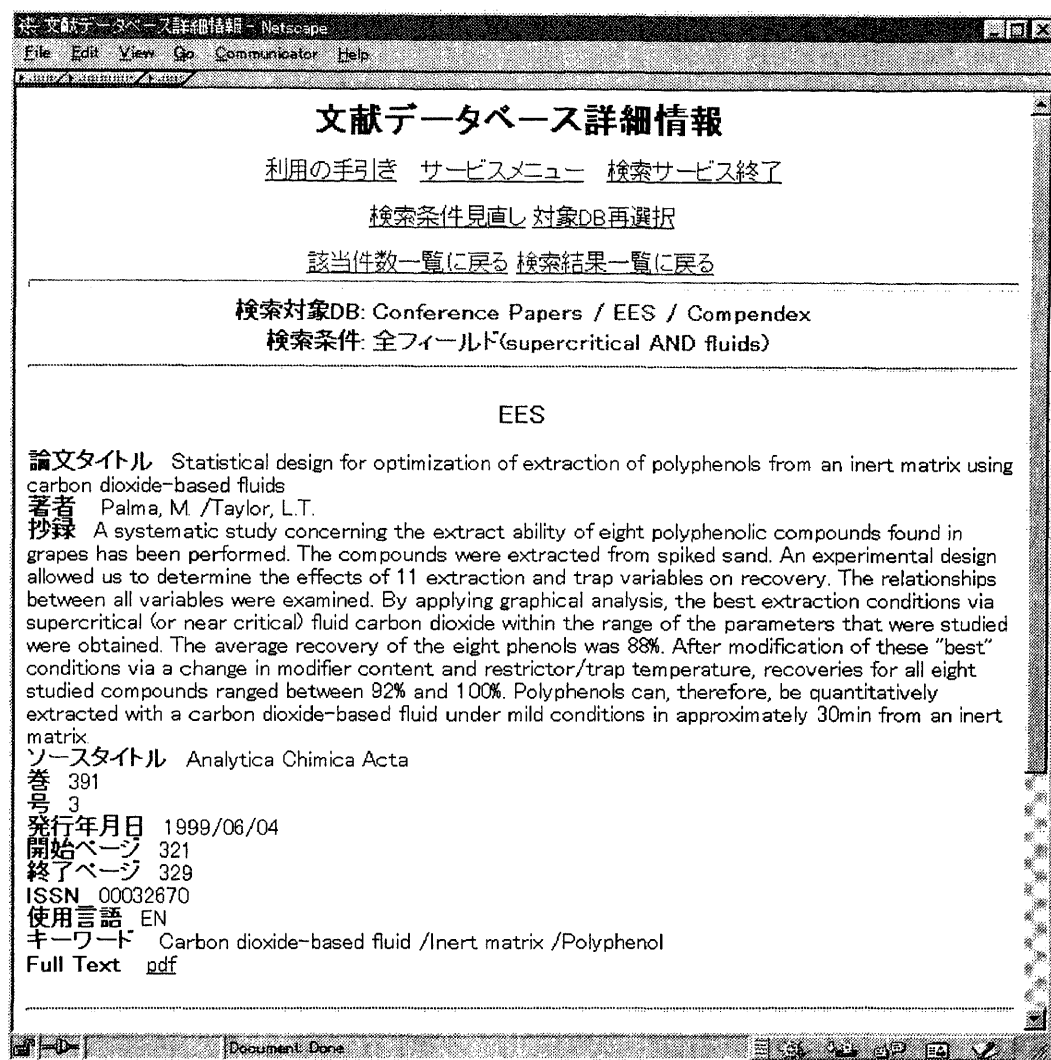 文献データベース詳細情報 - Netscape
File Edit View Go Communicator Help
文献データベース詳細情報
利用の手引き サービスメニュー 検索サービス終了
検索条件見直し 対象DB再選択
該当件数一覧に戻る 検索結果一覧に戻る
検索対象DB: Conference Papers / EES / Compendex
検索条件: 全フィールド(supercritical AND fluids)
EES
論文タイトル Statistical design for optimization of extraction of polyphenols from an inert matrix using
carbon dioxide-based fluids
著者 Palma, M. /Taylor, L.T.
抄録 A systematic study concerning the extract ability of eight polyphenolic compounds found in
grapes has been performed. The compounds were extracted from spiked sand. An experimental design
allowed us to determine the effects of 11 extraction and trap variables on recovery. The relationships
between all variables were examined. By applying graphical analysis, the best extraction conditions via
supercritical (or near critical) fluid carbon dioxide within the range of the parameters that were studied
were obtained. The average recovery of the eight phenols was 88%. After modification of these "best"
conditions via a change in modifier content and restrictor/trap temperature, recoveries for all eight
studied compounds ranged between 92% and 100%. Polyphenols can, therefore, be quantitatively
extracted with a carbon dioxide-based fluid under mild conditions in approximately 30min from an inert
matrix.
ソースタイトル Analytica Chimica Acta
巻 391
号 3
発行年月日 1999/06/04
開始ページ 321
終了ページ 329
ISSN 00032670
使用言語 EN
キーワード Carbon dioxide-based fluid /Inert matrix /Polyphenol
Full Text pdf
Document: Done